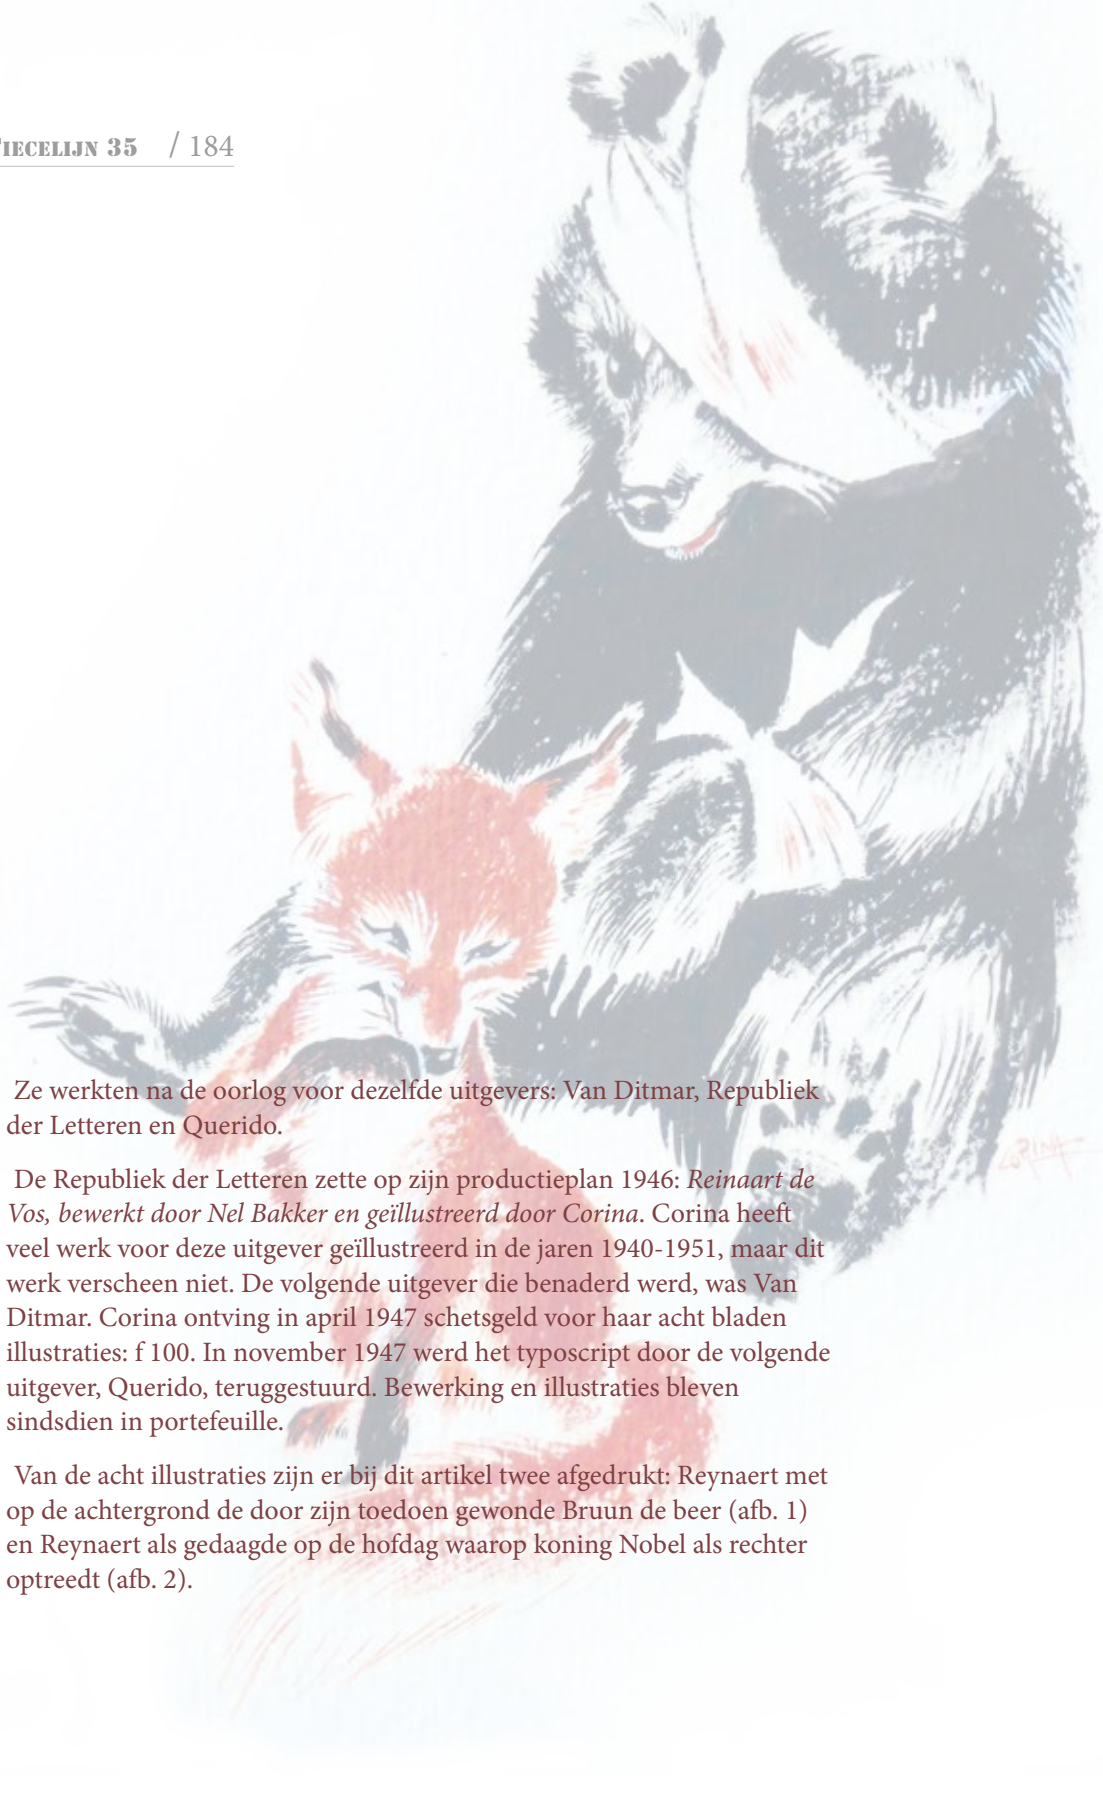 IECELIJN 35 / 184
Ze werkten na de oorlog voor dezelfde uitgevers: Van Ditmar, Republiek
der Letteren en Querido.
De Republiek der Letteren zette op zijn productieplan 1946: Reinaart de
Vos, bewerkt door Nel Bakker en geïllustreerd door Corina. Corina heeft
veel werk voor deze uitgever geïllustreerd in de jaren 1940-1951, maar dit
werk verscheen niet. De volgende uitgever die benaderd werd, was Van
Ditmar. Corina ontving in april 1947 schetsgeld voor haar acht bladen
illustraties: f 100. In november 1947 werd het typoscript door de volgende
uitgever, Querido, teruggestuurd. Bewerking en illustraties bleven
sindsdien in portefeuille.
Van de acht illustraties zijn er bij dit artikel twee afgedrukt: Reynaert met
op de achtergrond de door zijn toedoen gewonde Bruun de beer (afb. 1)
en Reynaert als gedaagde op de hofdag waarop koning Nobel als rechter
optreedt (afb. 2).
CORINA